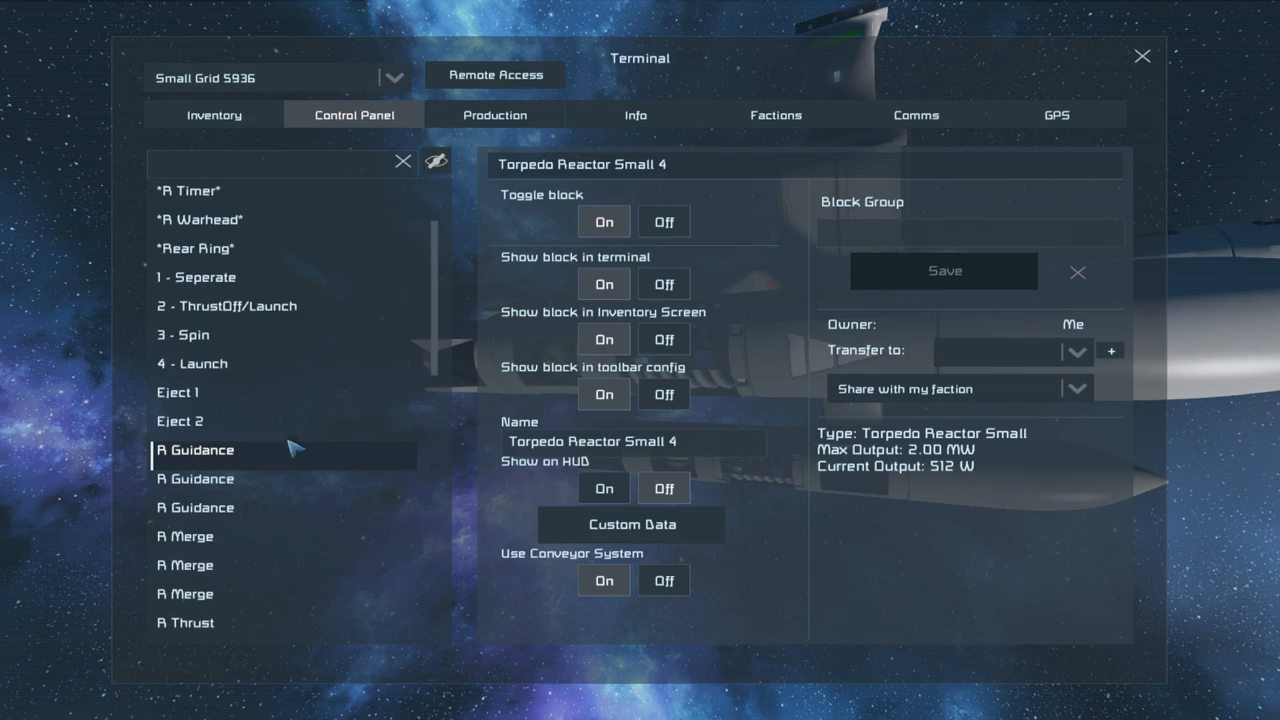 Terminal
Small Grid 5936
Remote Access
Inventory
Control Panel
Production
Info
Factions
Comms
GPS
*R Timer*
*R Warhead*
*Rear Ring*
1 - Seperate
2 - ThrustOff/Launch
3 - Spin
4 - Launch
Eject 1
Eject 2
R Guidance
R Guidance
R Guidance
R Merge
R Merge
R Merge
R Thrust
Torpedo Reactor Small 4
Toggle block
On Off
Show block in terminal
On Off
Show block in Inventory Screen
On Off
Show block in toolbar config
On Off
Name
Torpedo Reactor Small 4
Show on HUD
On Off
Custom Data
Use Conveyor System
On Off
Block Group
Save
Owner: Me
Transfer to:
+
Share with my faction
Type: Torpedo Reactor Small
Max Output: 2.00 MW
Current Output: 512 W